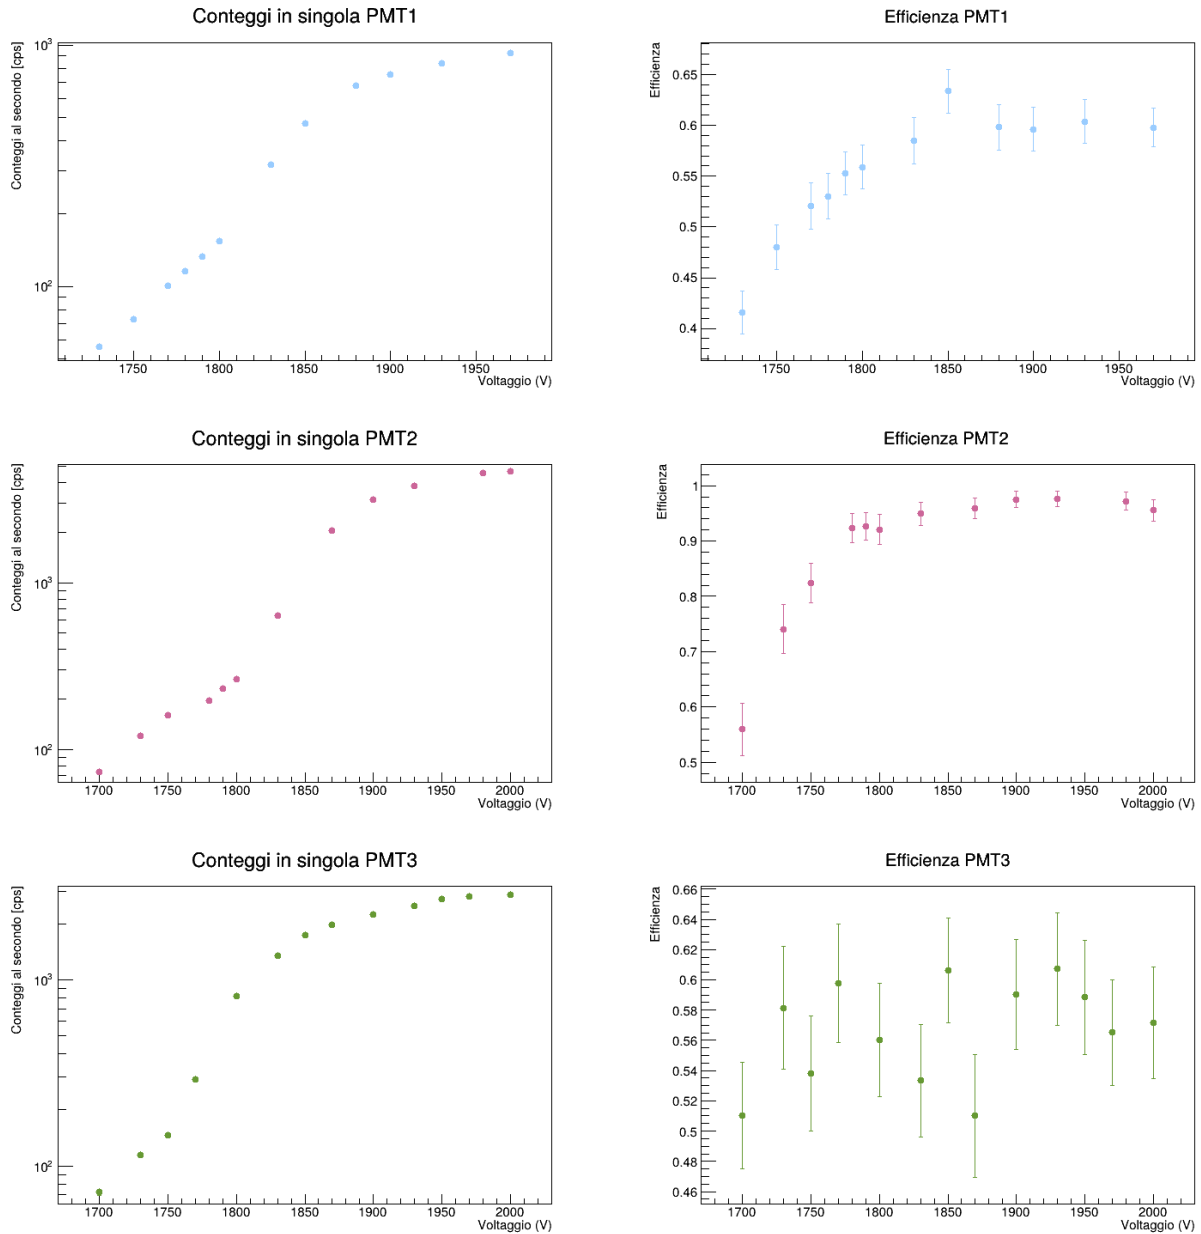 Conteggi in singola PMT1
Conteggi al secondo [cps]
10³
10²
1750 1800 1850 1900 1950
Voltaggio (V)
Efficienza PMT1
Efficienza
0.65
0.6
0.55
0.5
0.45
0.4
1750 1800 1850 1900 1950
Voltaggio (V)
Conteggi in singola PMT2
Conteggi al secondo [cps]
10³
10²
1700 1750 1800 1850 1900 1950 2000
Voltaggio (V)
Efficienza PMT2
Efficienza
1
0.9
0.8
0.7
0.6
0.5
1700 1750 1800 1850 1900 1950 2000
Voltaggio (V)
Conteggi in singola PMT3
Conteggi al secondo [cps]
10³
10²
1700 1750 1800 1850 1900 1950 2000
Voltaggio (V)
Efficienza PMT3
Efficienza
0.66
0.64
0.62
0.6
0.58
0.56
0.54
0.52
0.5
0.48
0.46
1700 1750 1800 1850 1900 1950 2000
Voltaggio (V)